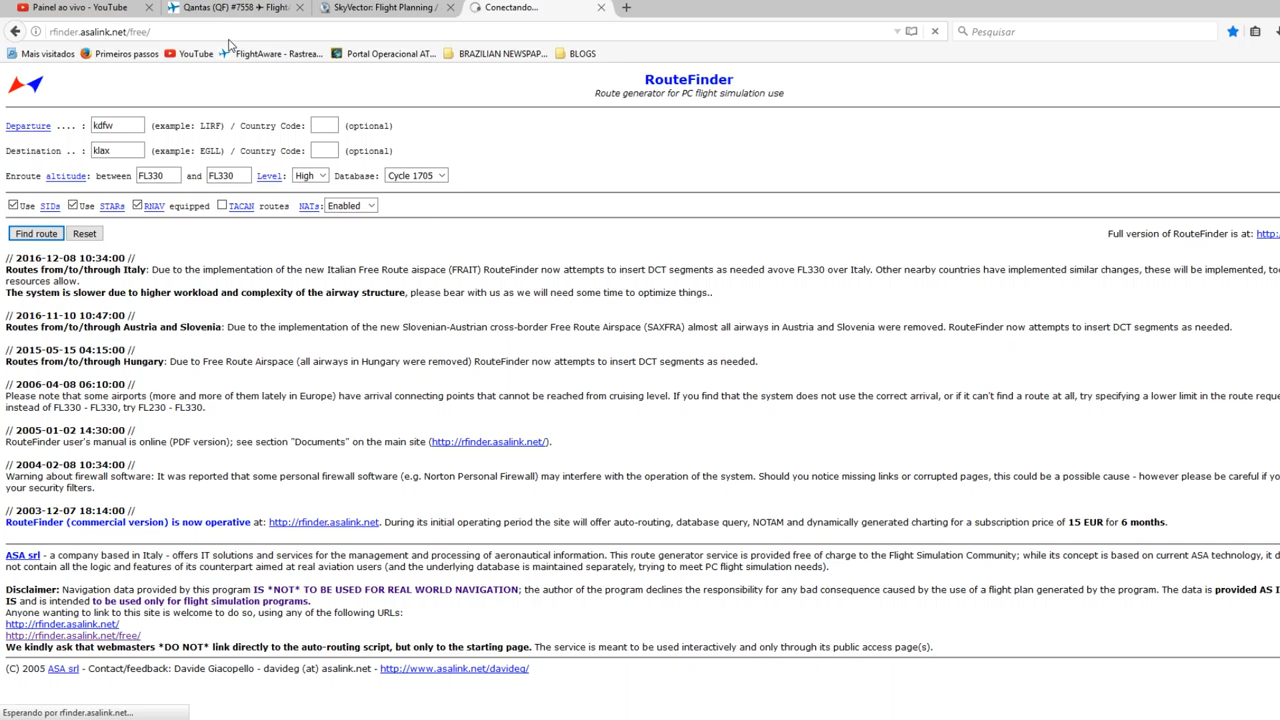 Painel ao vivo - YouTube
Qantas (QF) #7558 ✈ Flight
SkyVector: Flight Planning /
Conectando...
rfinder.asalink.net/free/
Pesquisar
Mais visitados
Primeiros passos
YouTube
FlightAware - Rastrea...
Portal Operacional AT...
BRAZILIAN NEWSPAP...
BLOGS
RouteFinder
Route generator for PC flight simulation use
Departure .... : kdfw (example: LIRF) / Country Code: (optional)
Destination .. : klax (example: EGLL) / Country Code: (optional)
Enroute altitude: between FL330 and FL330 Level: High Database: Cycle 1705
Use SIDs Use STARs RNAV equipped TACAN routes NATs: Enabled
Find route Reset Full version of RouteFinder is at: http:/
// 2016-12-08 10:34:00 //
Routes from/to/through Italy: Due to the implementation of the new Italian Free Route aispace (FRAIT) RouteFinder now attempts to insert DCT segments as needed avove FL330 over Italy. Other nearby countries have implemented similar changes, these will be implemented, too
resources allow.
The system is slower due to higher workload and complexity of the airway structure, please bear with us as we will need some time to optimize things..
// 2016-11-10 10:47:00 //
Routes from/to/through Austria and Slovenia: Due to the implementation of the new Slovenian-Austrian cross-border Free Route Airspace (SAXFRA) almost all airways in Austria and Slovenia were removed. RouteFinder now attempts to insert DCT segments as needed.
// 2015-05-15 04:15:00 //
Routes from/to/through Hungary: Due to Free Route Airspace (all airways in Hungary were removed) RouteFinder now attempts to insert DCT segments as needed.
// 2006-04-08 06:10:00 //
Please note that some airports (more and more of them lately in Europe) have arrival connecting points that cannot be reached from cruising level. If you find that the system does not use the correct arrival, or if it can't find a route at all, try specifying a lower limit in the route reque
instead of FL330 - FL330, try FL230 - FL330.
// 2005-01-02 14:30:00 //
RouteFinder user's manual is online (PDF version); see section "Documents" on the main site (http://rfinder.asalink.net/).
// 2004-02-08 10:34:00 //
Warning about firewall software: It was reported that some personal firewall software (e.g. Norton Personal Firewall) may interfere with the operation of the system. Should you notice missing links or corrupted pages, this could be a possible cause - however please be careful if yo
your security filters.
// 2003-12-07 18:14:00 //
RouteFinder (commercial version) is now operative at: http://rfinder.asalink.net. During its initial operating period the site will offer auto-routing, database query, NOTAM and dynamically generated charting for a subscription price of 15 EUR for 6 months.
ASA srl - a company based in Italy - offers IT solutions and services for the management and processing of aeronautical information. This route generator service is provided free of charge to the Flight Simulation Community; while its concept is based on current ASA technology, it d
not contain all the logic and features of its counterpart aimed at real aviation users (and the underlying database is maintained separately, trying to meet PC flight simulation needs).
Disclaimer: Navigation data provided by this program IS *NOT* TO BE USED FOR REAL WORLD NAVIGATION; the author of the program declines the responsibility for any bad consequence caused by the use of a flight plan generated by the program. The data is provided AS I
IS and is intended to be used only for flight simulation programs.
Anyone wanting to link to this site is welcome to do so, using any of the following URLs:
http://rfinder.asalink.net/
http://rfinder.asalink.net/free/
We kindly ask that webmasters *DO NOT* link directly to the auto-routing script, but only to the starting page. The service is meant to be used interactively and only through its public access page(s).
(C) 2005 ASA srl - Contact/feedback: Davide Giacopello - davideg (at) asalink.net - http://www.asalink.net/davideg/
Esperando por rfinder.asalink.net...